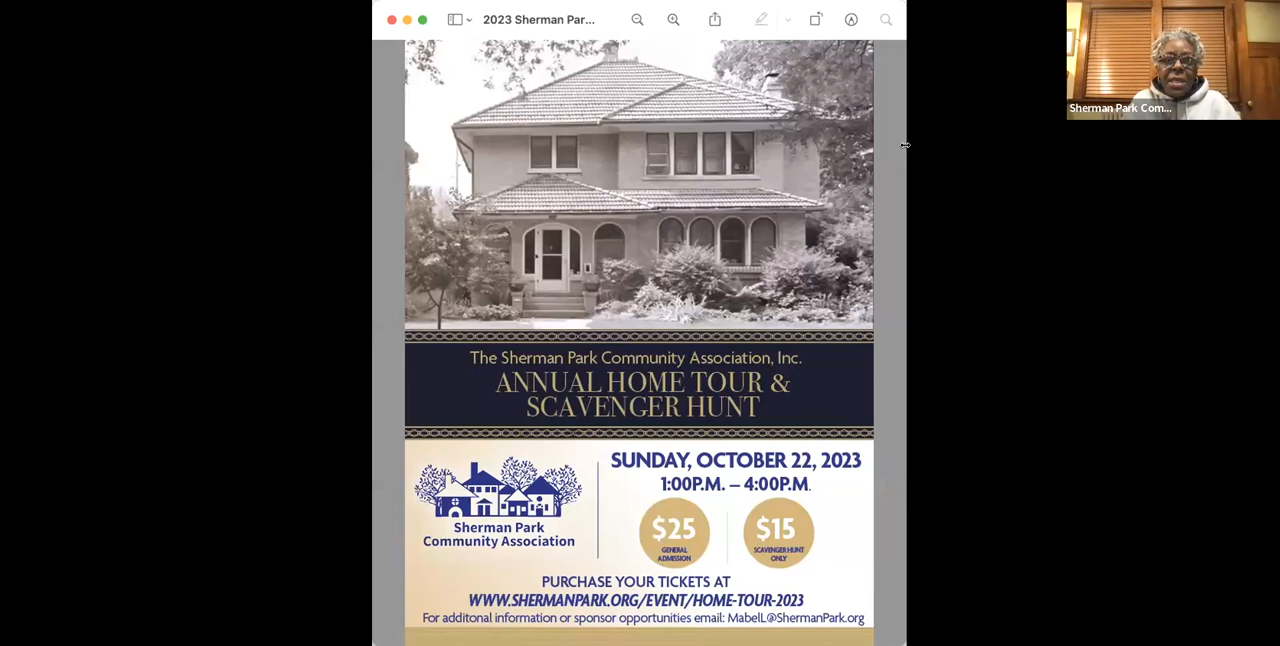 2023 Sherman Par...
Sherman Park Com...
The Sherman Park Community Association, Inc.
ANNUAL HOME TOUR &
SCAVENGER HUNT
Sherman Park
Community Association
SUNDAY, OCTOBER 22, 2023
1:00P.M. – 4:00P.M.
$25
GENERAL
ADMISSION
$15
SCAVENGER HUNT
ONLY
PURCHASE YOUR TICKETS AT
WWW.SHERMANPARK.ORG/EVENT/HOME-TOUR-2023
For additonal information or sponsor opportunities email: MabelL@ShermanPark.org